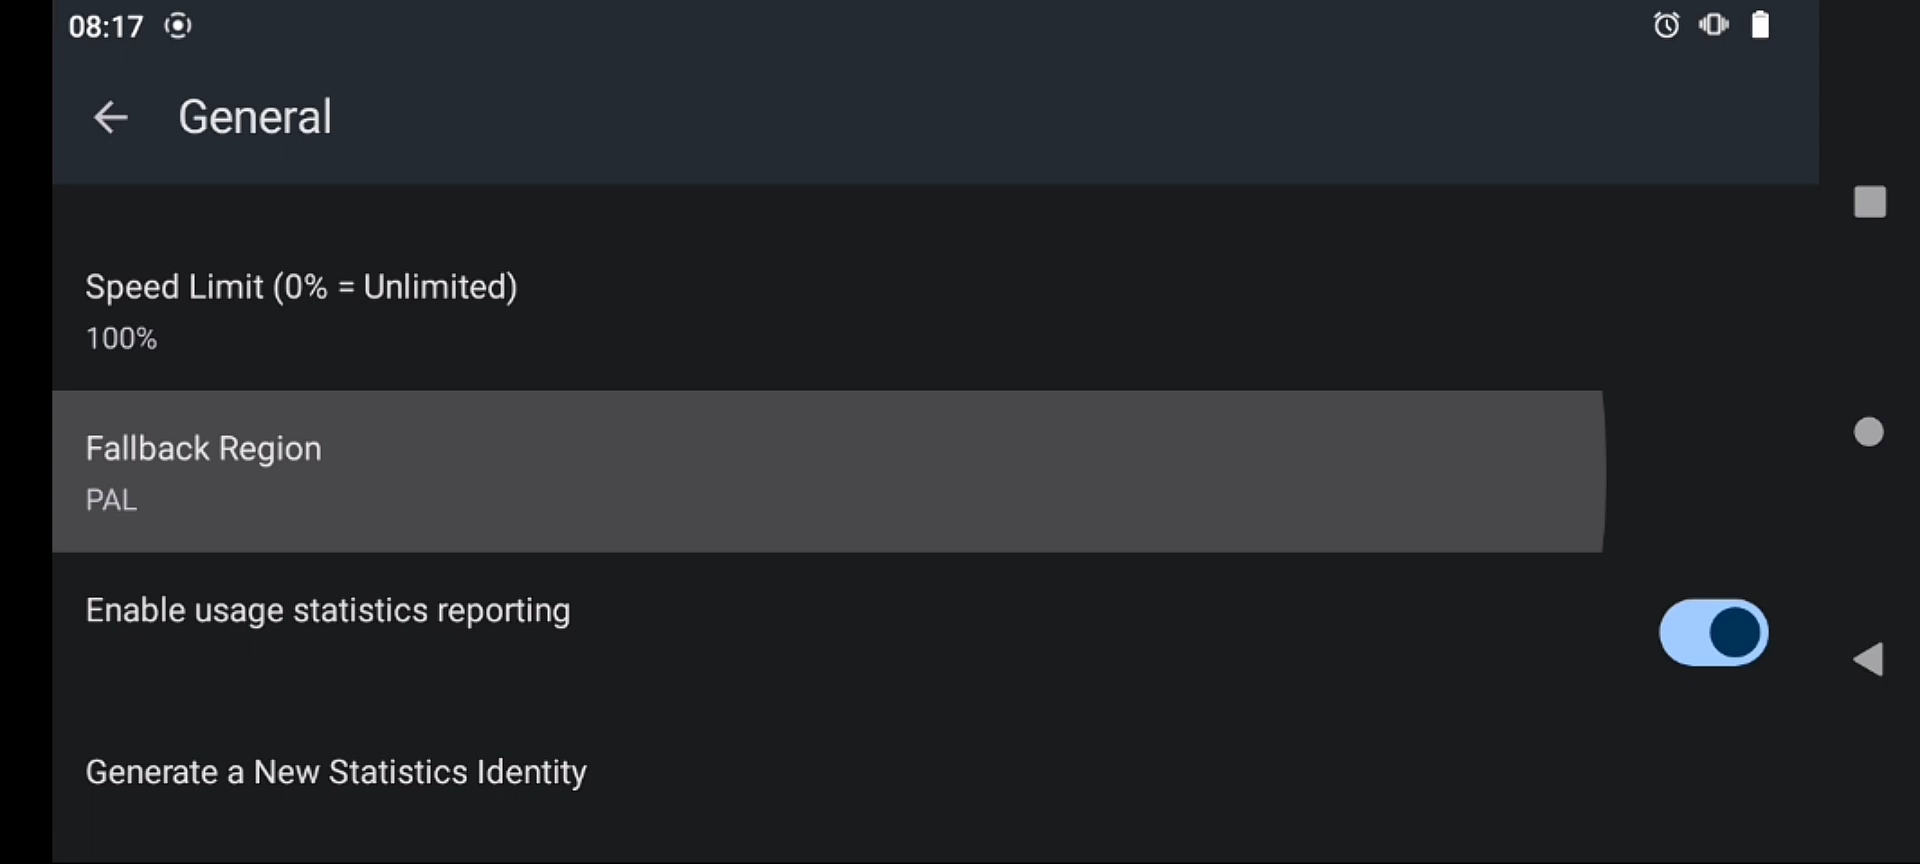 08:17
General
Speed Limit (0% = Unlimited)
100%
Fallback Region
PAL
Enable usage statistics reporting
Generate a New Statistics Identity